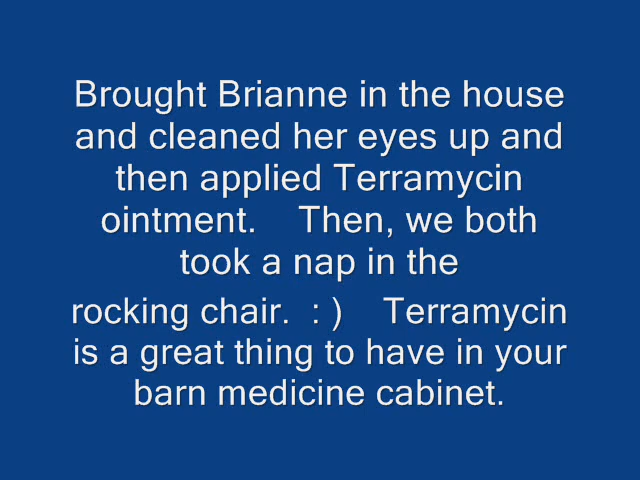 Brought Brianne in the house
and cleaned her eyes up and
then applied Terramycin
ointment.    Then, we both
took a nap in the
rocking chair.  : )    Terramycin
is a great thing to have in your
barn medicine cabinet.